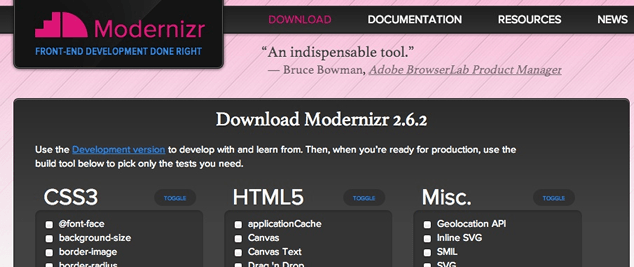 Modernizr
FRONT-END DEVELOPMENT DONE RIGHT
DOWNLOAD DOCUMENTATION RESOURCES NEWS
“An indispensable tool.”
— Bruce Bowman, Adobe BrowserLab Product Manager
Download Modernizr 2.6.2
Use the Development version to develop with and learn from. Then, when you’re ready for production, use the
build tool below to pick only the tests you need.
CSS3 TOGGLE
@font-face
background-size
border-image
border-radius
HTML5 TOGGLE
applicationCache
Canvas
Canvas Text
Drag 'n Drop
Misc. TOGGLE
Geolocation API
Inline SVG
SMIL
SVG